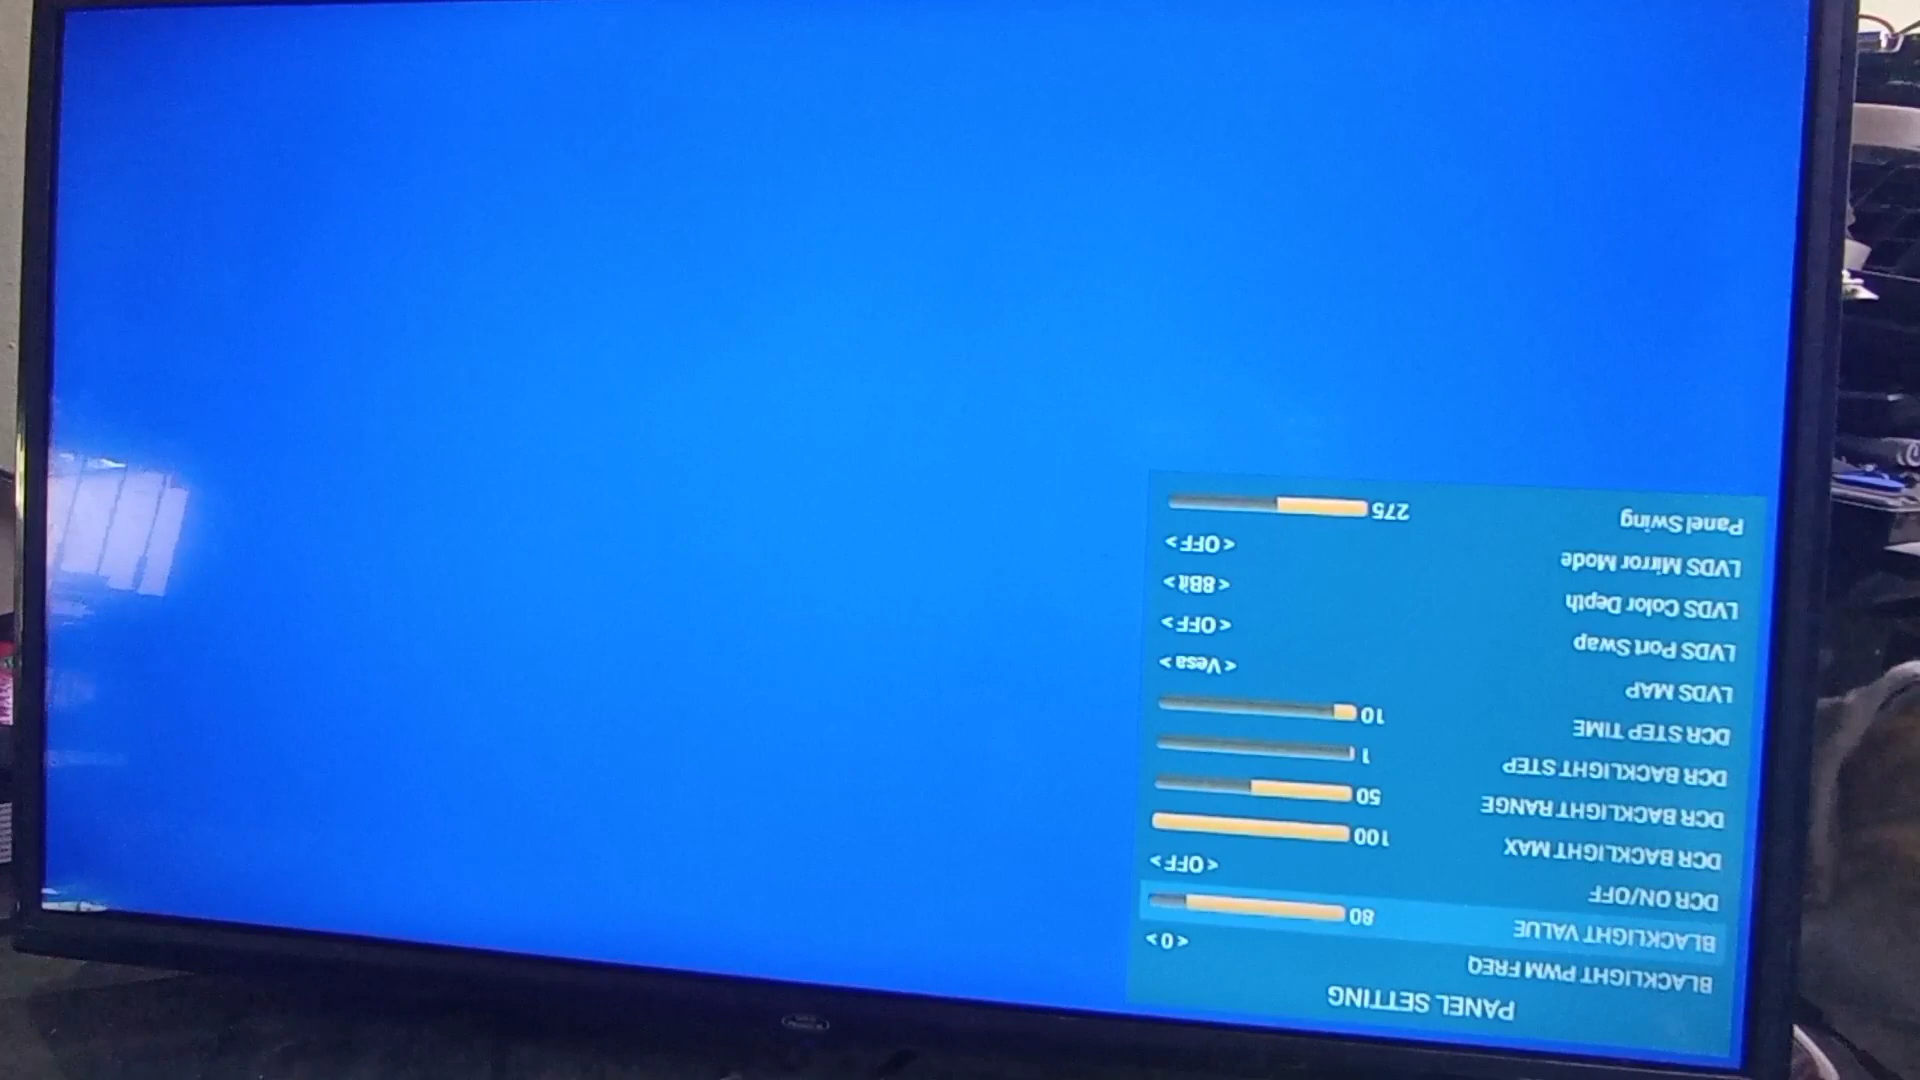 PANEL SETTING
BLACKLIGHT PWM FREQ < 0 >
BLACKLIGHT VALUE 80
DCR ON/OFF < OFF >
DCR BACKLIGHT MAX 100
DCR BACKLIGHT RANGE 50
DCR BACKLIGHT STEP 1
DCR STEP TIME 10
LVDS MAP < Vesa >
LVDS Port Swap < OFF >
LVDS Color Depth < 8Bit >
LVDS Mirror Mode < OFF >
Panel Swing 275